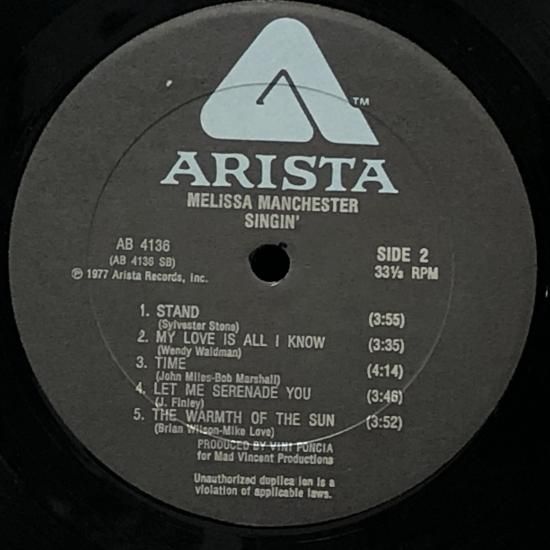 TM
ARISTA
MELISSA MANCHESTER
SINGIN'
AB 4136
(AB 4136 SB)
℗ 1977 Arista Records, Inc.
SIDE 2
33⅓ RPM
1. STAND (3:55)
(Sylvester Stone)
2. MY LOVE IS ALL I KNOW (3:35)
(Wendy Waldman)
3. TIME (4:14)
(John Miles-Bob Marshall)
4. LET ME SERENADE YOU (3:46)
(J. Finley)
5. THE WARMTH OF THE SUN (3:52)
(Brian Wilson-Mike Love)
PRODUCED BY VINI PONCIA
for Mad Vincent Productions
Unauthorized duplica ion is a
violation of applicable laws.